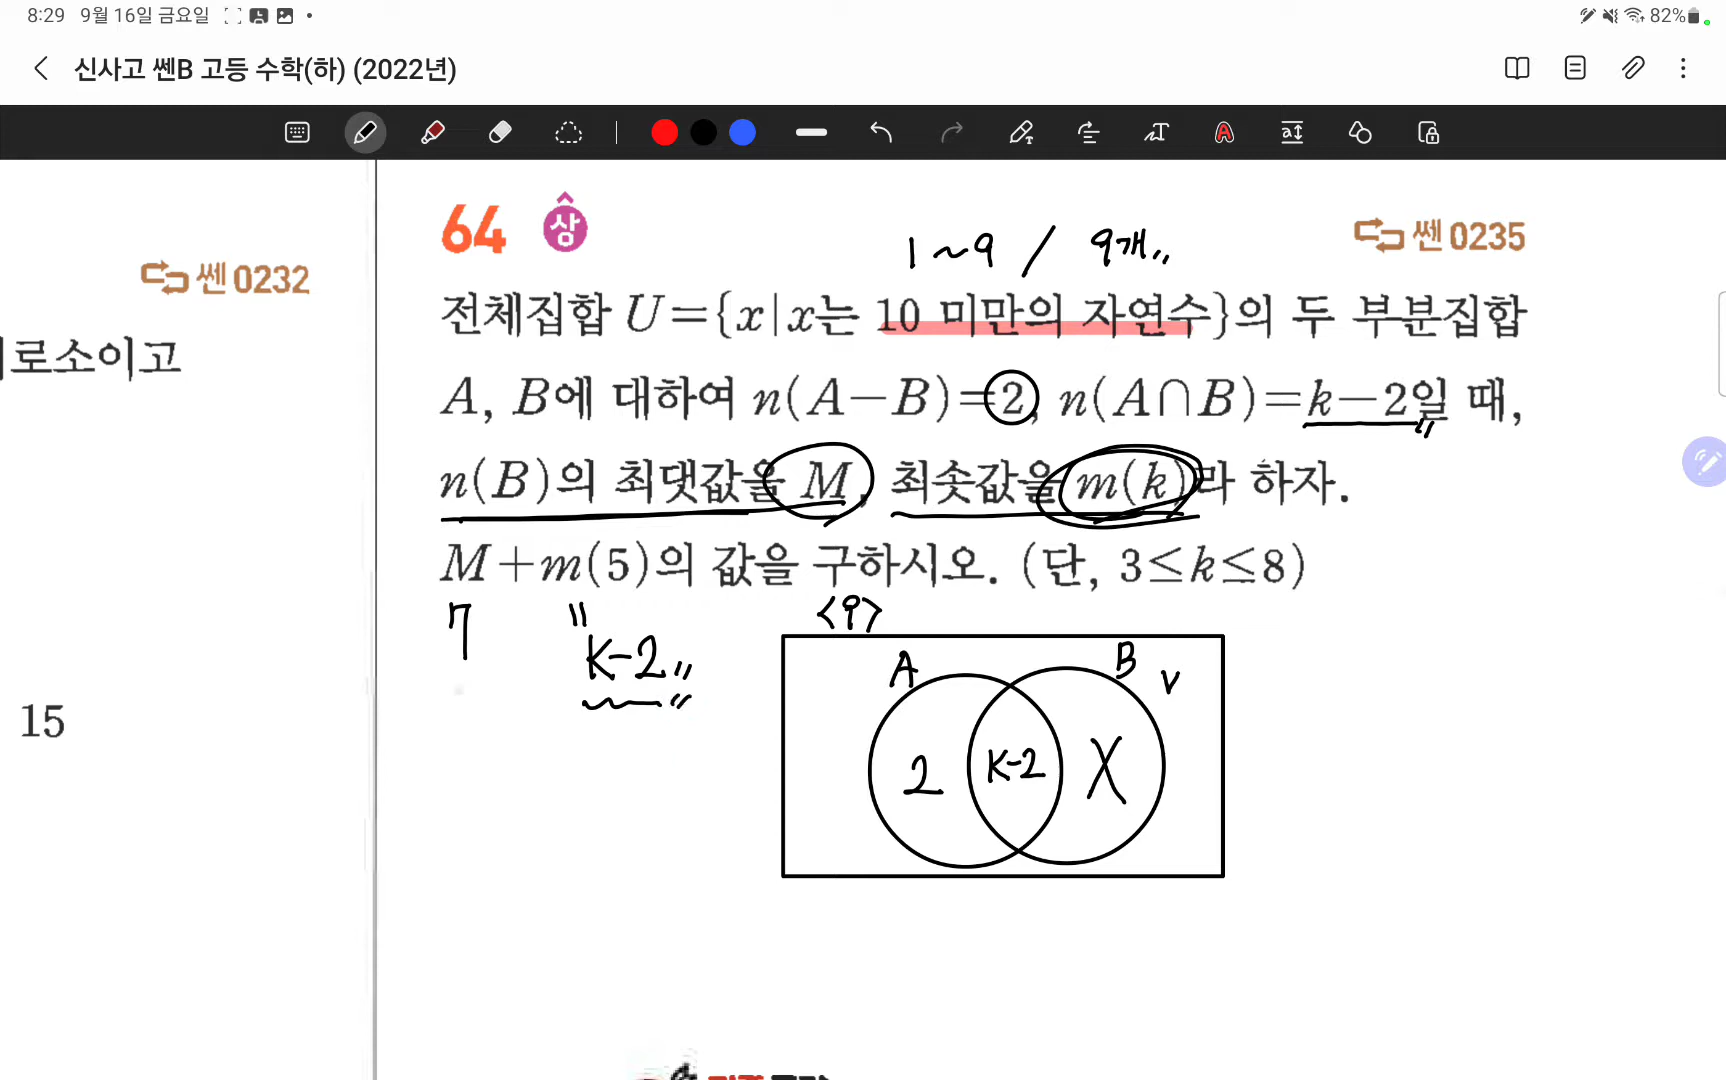 8:29 9월 16일 금요일 82%
신사고 쎈B 고등 수학(하) (2022년)
64 상 쎈 0235
1~9 / 9개
쎈 0232
전체집합 U={x|x는 10 미만의 자연수}의 두 부분집합
로소이고
A, B에 대하여 n(A-B)=2, n(A∩B)=k-2일 때,
n(B)의 최댓값을 M, 최솟값을 m(k)라 하자.
M+m(5)의 값을 구하시오. (단, 3≤k≤8)
7 " <9>
K-2
A B U
15
2 K-2 X